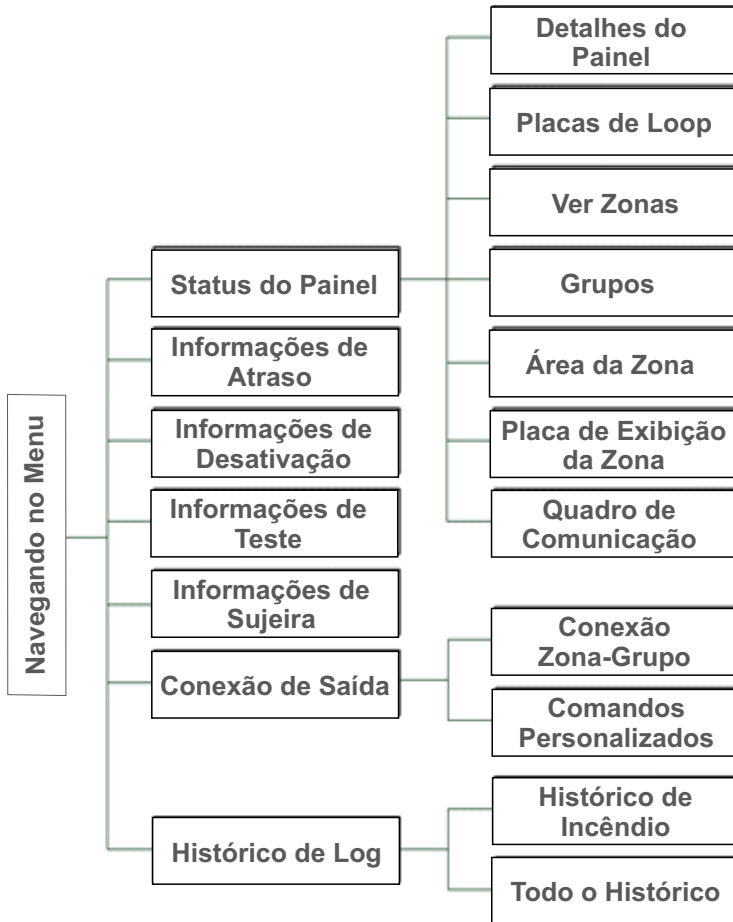 Navegando no Menu
Status do Painel
Detalhes do
Painel
Placas de Loop
Ver Zonas
Grupos
Área da Zona
Placa de Exibição
da Zona
Quadro de
Comunicação
Informações de
Atraso
Informações de
Desativação
Informações de
Teste
Informações de
Sujeira
Conexão de Saída
Conexão
Zona-Grupo
Comandos
Personalizados
Histórico de Log
Histórico de
Incêndio
Todo o Histórico